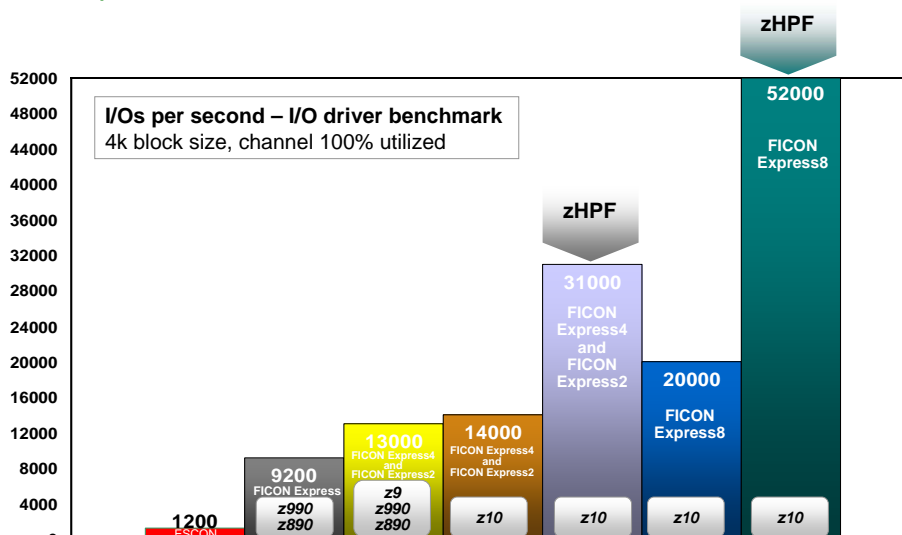 zHPF
52000
48000
44000
40000
36000
32000
28000
24000
20000
16000
12000
8000
4000
I/Os per second – I/O driver benchmark
4k block size, channel 100% utilized
1200
ESCON
9200
FICON Express
z990
z890
13000
FICON Express4
and
FICON Express2
z9
z990
z890
14000
FICON Express4
and
FICON Express2
z10
zHPF
31000
FICON
Express4
and
FICON
Express2
z10
20000
FICON
Express8
z10
52000
FICON
Express8
z10